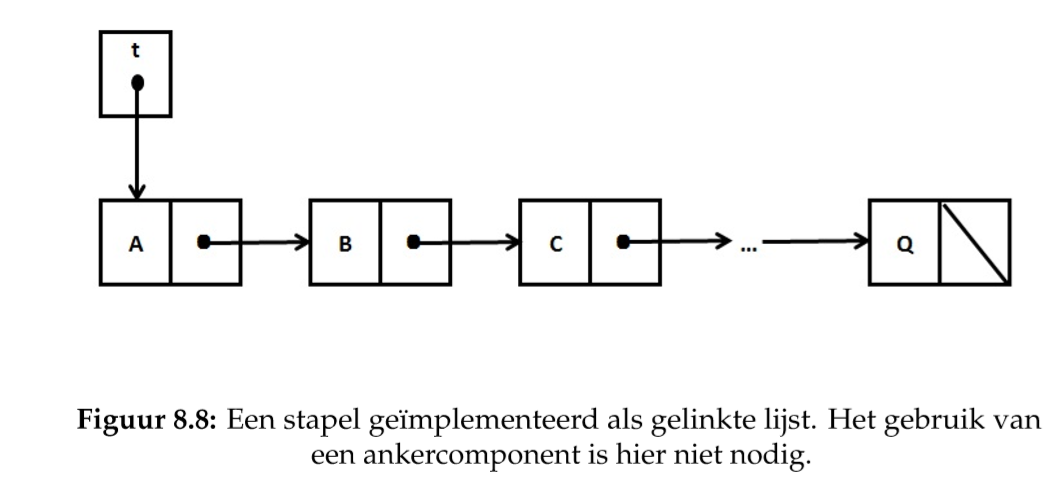 t
A B C ... Q
Figuur 8.8: Een stapel geïmplementeerd als gelinkte lijst. Het gebruik van
een ankercomponent is hier niet nodig.